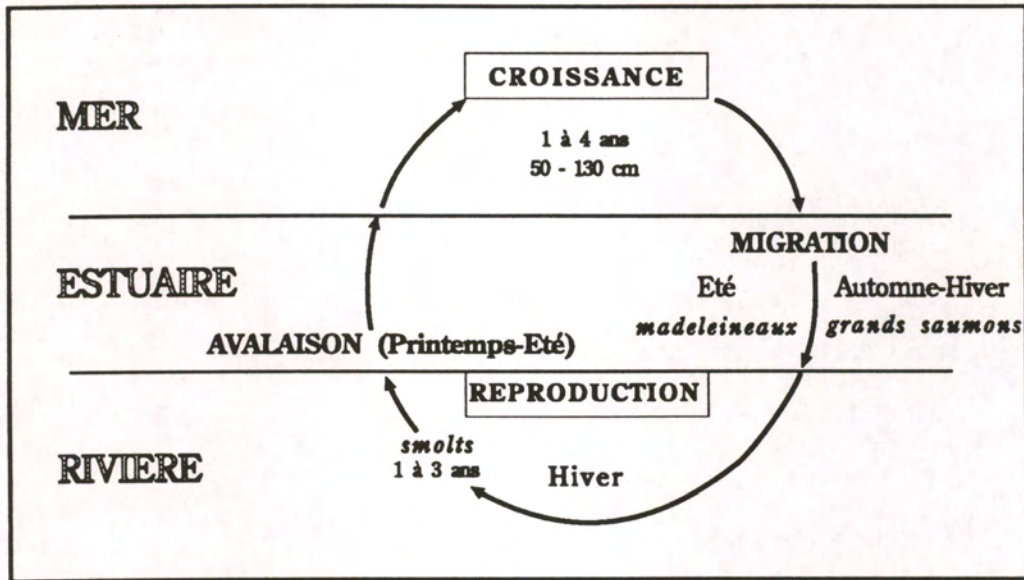 CROISSANCE
MER
1 à 4 ans
50 - 130 cm
MIGRATION
ESTUAIRE
Eté
Automne-Hiver
madeleineaux
grands saumons
AVALAISON (Printemps-Eté)
REPRODUCTION
smolts
1 à 3 ans
RIVIERE
Hiver